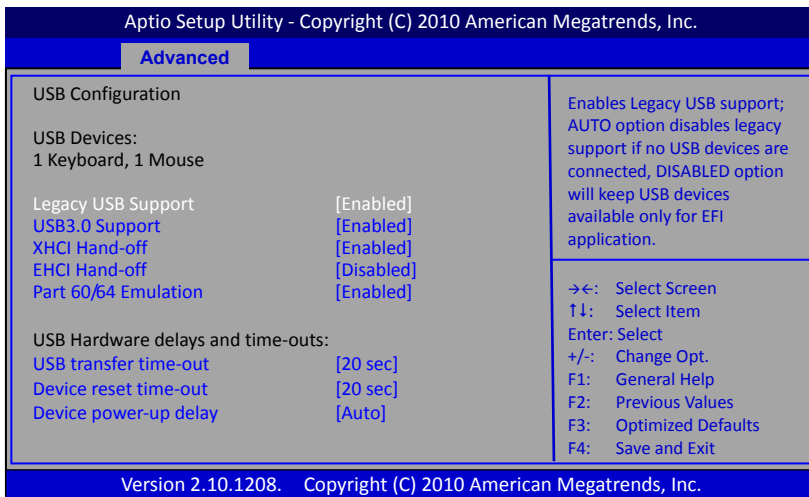 Aptio Setup Utility - Copyright (C) 2010 American Megatrends, Inc.
Advanced
USB Configuration
USB Devices:
1 Keyboard, 1 Mouse
Legacy USB Support [Enabled]
USB3.0 Support [Enabled]
XHCI Hand-off [Enabled]
EHCI Hand-off [Disabled]
Part 60/64 Emulation [Enabled]
USB Hardware delays and time-outs:
USB transfer time-out [20 sec]
Device reset time-out [20 sec]
Device power-up delay [Auto]
Enables Legacy USB support;
AUTO option disables legacy
support if no USB devices are
connected, DISABLED option
will keep USB devices
available only for EFI
application.
→←: Select Screen
↑↓: Select Item
Enter: Select
+/-: Change Opt.
F1: General Help
F2: Previous Values
F3: Optimized Defaults
F4: Save and Exit
Version 2.10.1208. Copyright (C) 2010 American Megatrends, Inc.